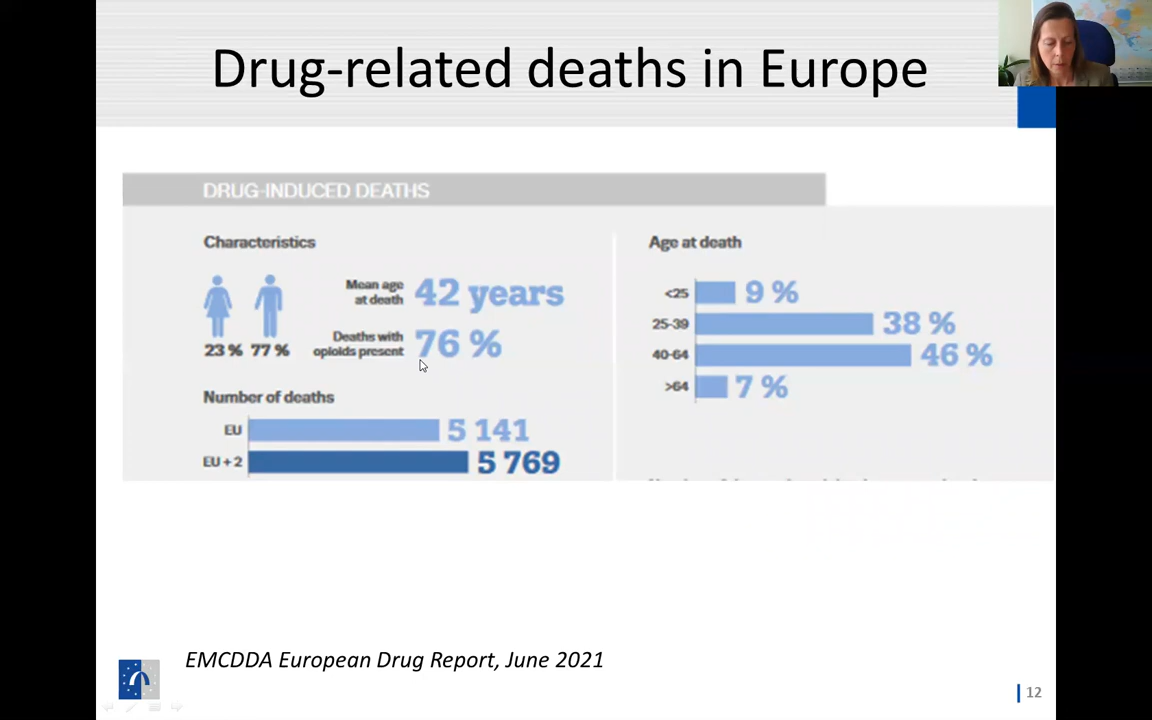 Drug-related deaths in Europe
DRUG-INDUCED DEATHS
Characteristics
23 % 77 %
Mean age
at death
42 years
Deaths with
opioids present
76 %
Number of deaths
EU
5 141
EU + 2
5 769
Age at death
<25
9 %
25-39
38 %
40-64
46 %
>64
7 %
EMCDDA European Drug Report, June 2021
12